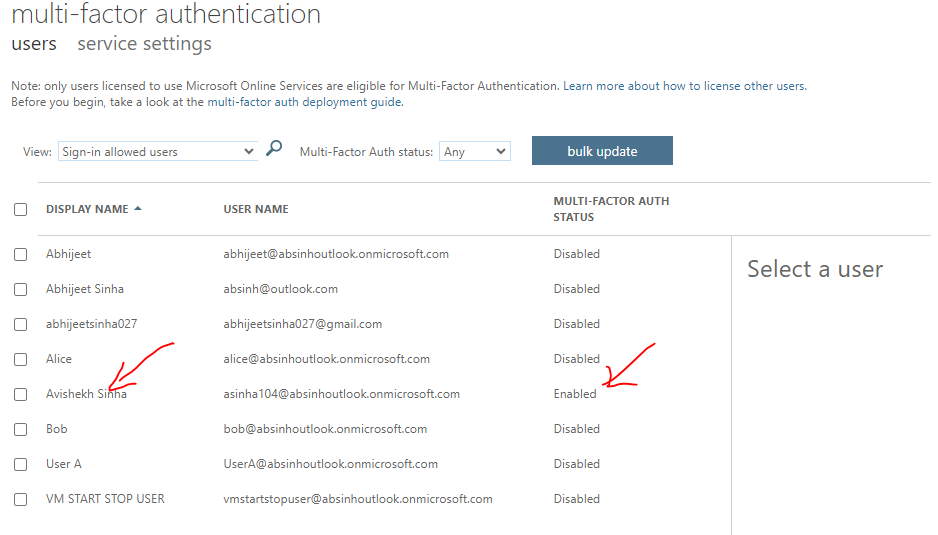 multi-factor authentication
users service settings
Note: only users licensed to use Microsoft Online Services are eligible for Multi-Factor Authentication. Learn more about how to license other users.
Before you begin, take a look at the multi-factor auth deployment guide.
View: Sign-in allowed users Multi-Factor Auth status: Any bulk update
DISPLAY NAME USER NAME MULTI-FACTOR AUTH
STATUS
Abhijeet abhijeet@absinhoutlook.onmicrosoft.com Disabled
Select a user
Abhijeet Sinha absinh@outlook.com Disabled
abhijeetsinha027 abhijeetsinha027@gmail.com Disabled
Alice alice@absinhoutlook.onmicrosoft.com Disabled
Avishekh Sinha asinha104@absinhoutlook.onmicrosoft.com Enabled
Bob bob@absinhoutlook.onmicrosoft.com Disabled
User A UserA@absinhoutlook.onmicrosoft.com Disabled
VM START STOP USER vmstartstopuser@absinhoutlook.onmicrosoft.com Disabled